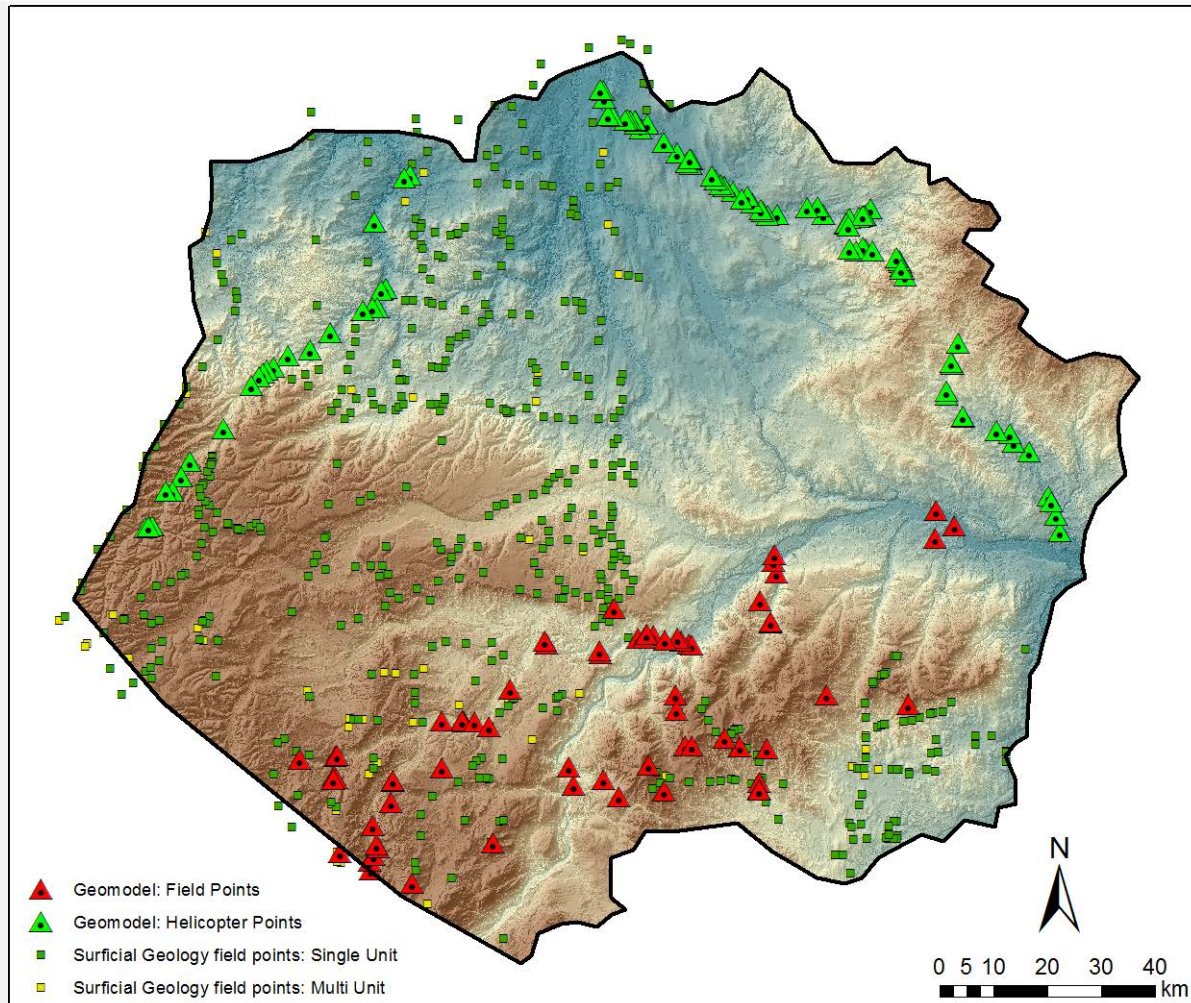 Geomodel: Field Points
Geomodel: Helicopter Points
Surficial Geology field points: Single Unit
Surficial Geology field points: Multi Unit
N
0 5 10 20 30 40
km